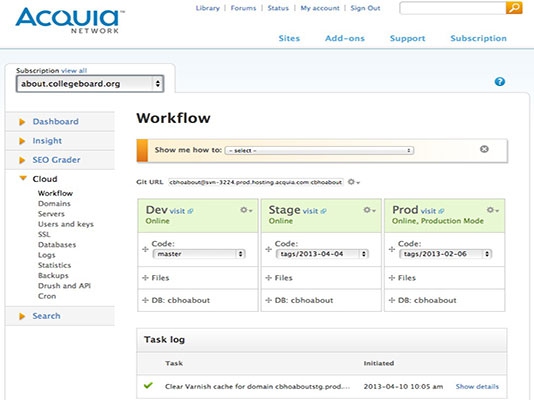 Acquia
NETWORK
Library Forums Status My account Sign Out
Sites Add-ons Support Subscription
Subscription view all
about.collegeboard.org
?
Dashboard
Insight
SEO Grader
Cloud
Workflow
Domains
Servers
Users and keys
SSL
Databases
Logs
Statistics
Backups
Drush and API
Cron
Search
Workflow
Show me how to: - select -
Git URL cbhoabout@svn-3224.prod.hosting.acquia.com:cbhoabout
Dev visit
Online
Code:
master
Files
DB: cbhoabout
Stage visit
Online
Code:
tags/2013-04-04
Files
DB: cbhoabout
Prod visit
Online, Production Mode
Code:
tags/2013-02-06
Files
DB: cbhoabout
Task log
Task Initiated
Clear Varnish cache for domain cbhoaboutstg.prod.... 2013-04-10 10:05 am Show details